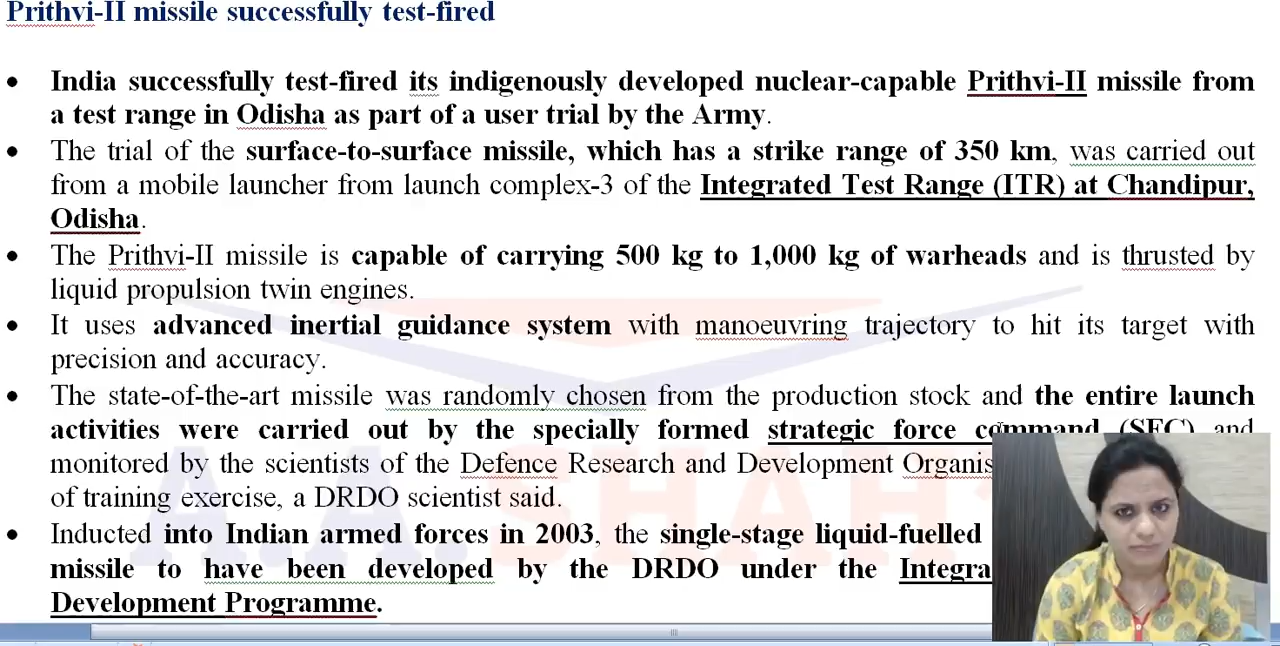 Prithvi-II missile successfully test-fired
• India successfully test-fired its indigenously developed nuclear-capable Prithvi-II missile from
a test range in Odisha as part of a user trial by the Army.
• The trial of the surface-to-surface missile, which has a strike range of 350 km, was carried out
from a mobile launcher from launch complex-3 of the Integrated Test Range (ITR) at Chandipur,
Odisha.
• The Prithvi-II missile is capable of carrying 500 kg to 1,000 kg of warheads and is thrusted by
liquid propulsion twin engines.
• It uses advanced inertial guidance system with manoeuvring trajectory to hit its target with
precision and accuracy.
• The state-of-the-art missile was randomly chosen from the production stock and the entire launch
activities were carried out by the specially formed strategic force command (SFC) and
monitored by the scientists of the Defence Research and Development Organis
of training exercise, a DRDO scientist said.
• Inducted into Indian armed forces in 2003, the single-stage liquid-fuelled
missile to have been developed by the DRDO under the Integra
Development Programme.
A.A. SHAH'